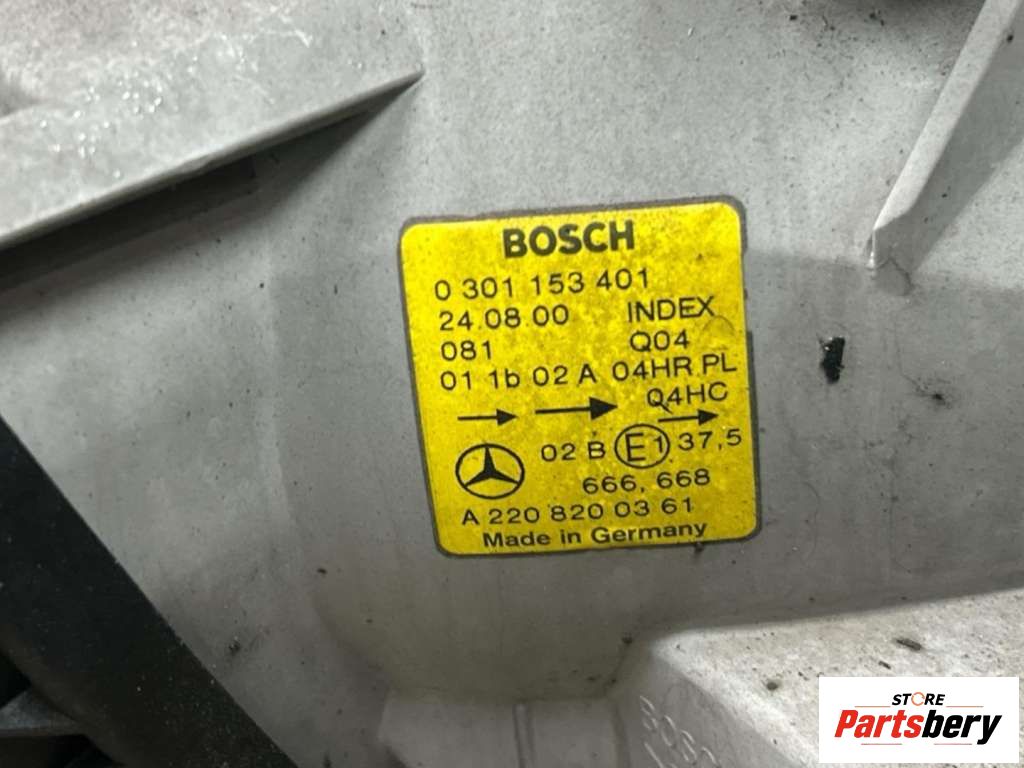 BOSCH
0 301 153 401
24.08.00 INDEX
081 Q04
01 1b 02 A 04HR PL
Q4HC
02 B E1 37,5
666, 668
A 220 820 03 61
Made in Germany
BOSC
STORE
Partsbery